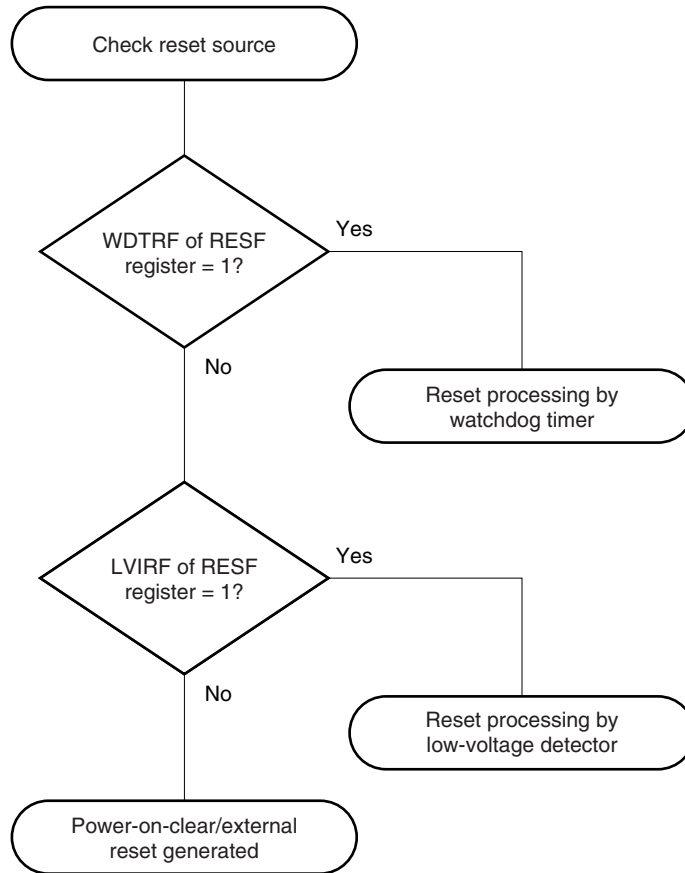 Check reset source
WDTRF of RESF
register = 1?
Yes
No
Reset processing by
watchdog timer
LVIRF of RESF
register = 1?
Yes
No
Reset processing by
low-voltage detector
Power-on-clear/external
reset generated